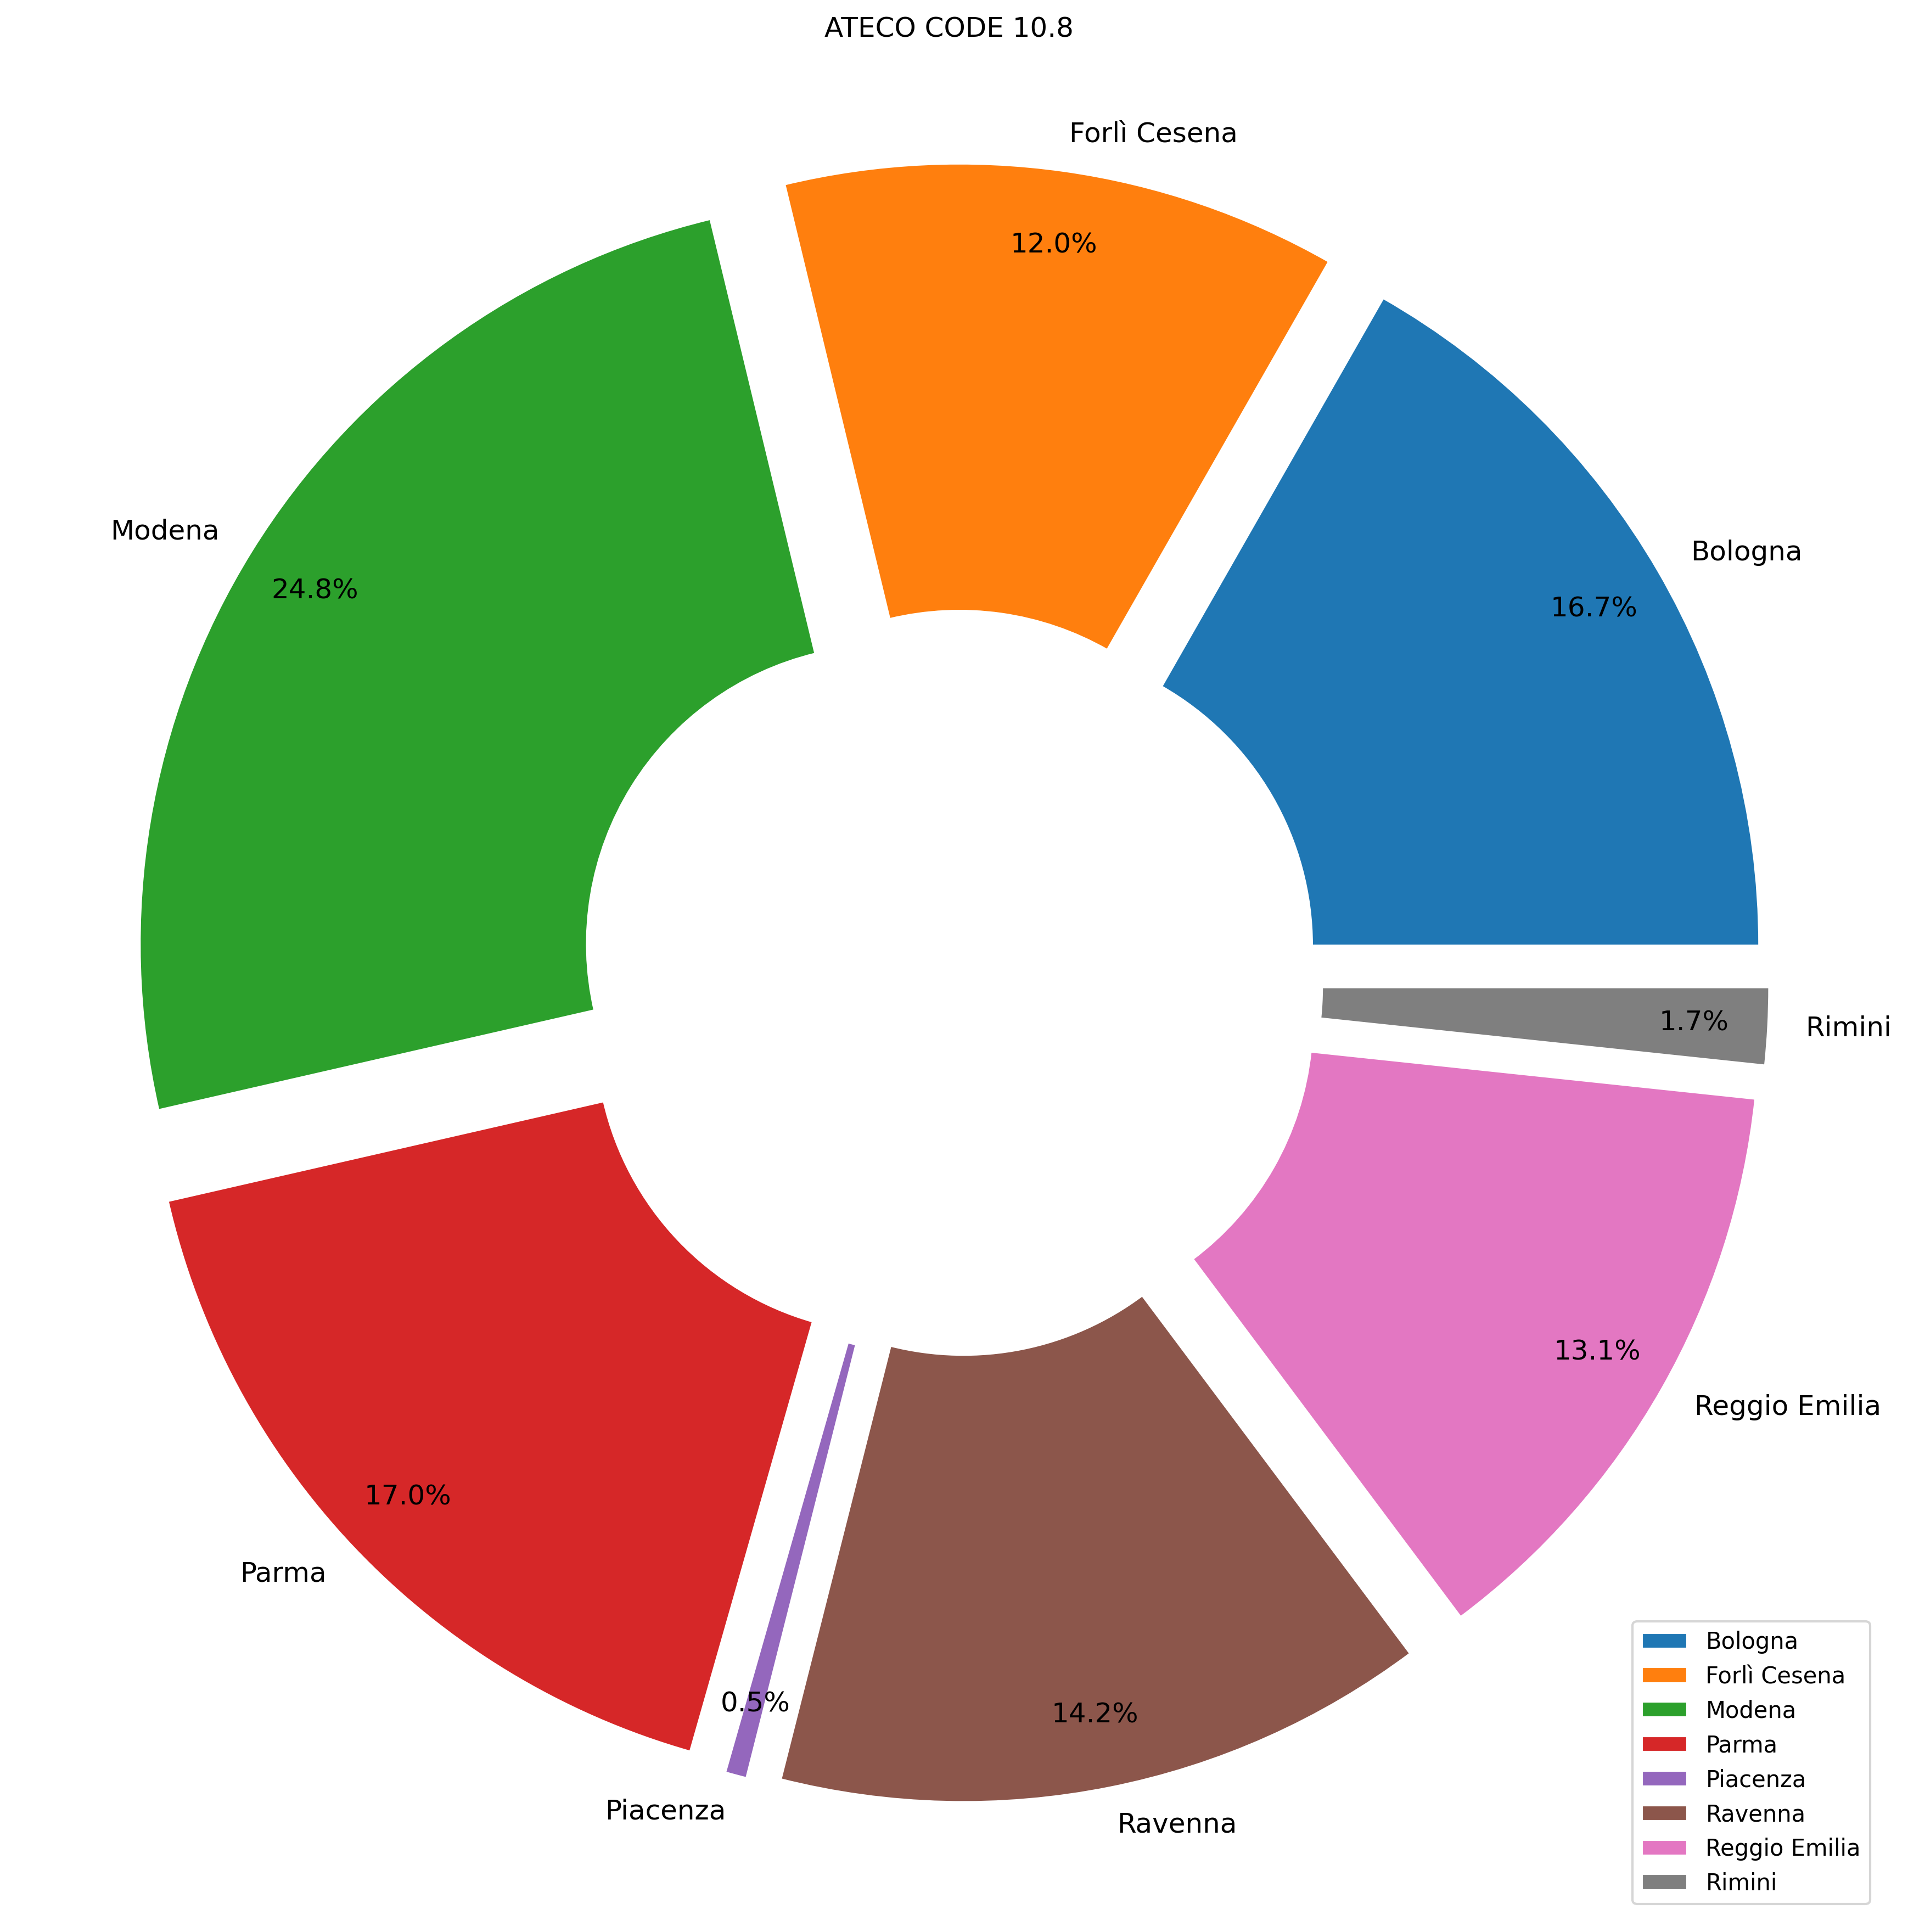 ATECO CODE 10.8
Forlì Cesena
12.0%
Modena
24.8%
Bologna
16.7%
1.7%
Rimini
13.1%
Reggio Emilia
17.0%
Parma
0.5%
Piacenza
14.2%
Ravenna
Bologna
Forlì Cesena
Modena
Parma
Piacenza
Ravenna
Reggio Emilia
Rimini